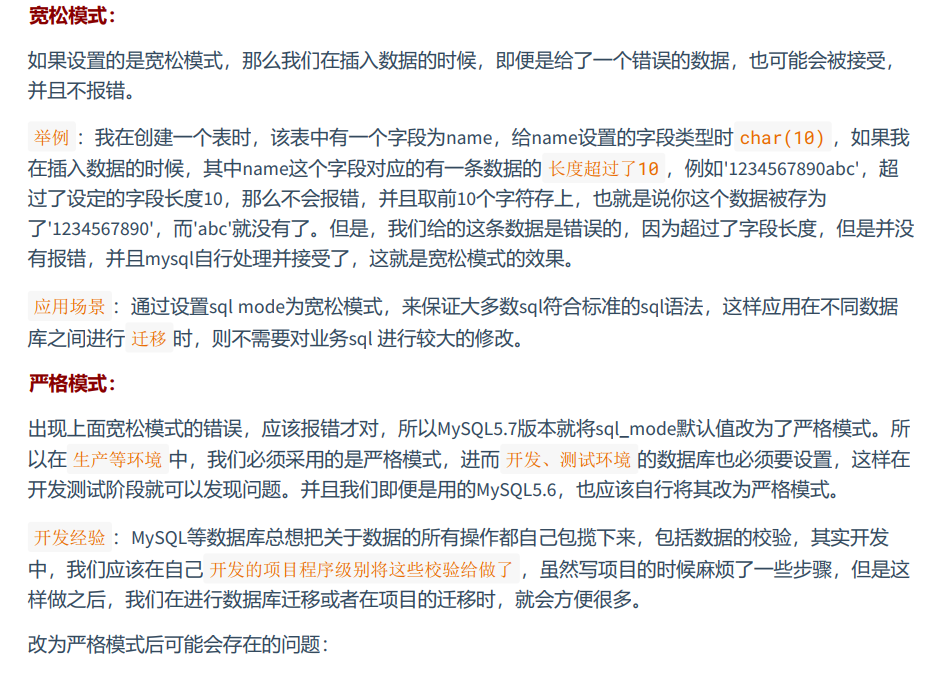 宽松模式：
如果设置的是宽松模式，那么我们在插入数据的时候，即便是给了一个错误的数据，也可能会被接受，
并且不报错。
举例：我在创建一个表时，该表中有一个字段为name，给name设置的字段类型时 char(10)，如果我
在插入数据的时候，其中name这个字段对应的有一条数据的 长度超过了10，例如'1234567890abc'，超
过了设定的字段长度10，那么不会报错，并且取前10个字符存上，也就是说你这个数据被存为
了'1234567890'，而'abc'就没有了。但是，我们给的这条数据是错误的，因为超过了字段长度，但是并没
有报错，并且mysql自行处理并接受了，这就是宽松模式的效果。
应用场景：通过设置sql mode为宽松模式，来保证大多数sql符合标准的sql语法，这样应用在不同数据
库之间进行 迁移 时，则不需要对业务sql 进行较大的修改。
严格模式：
出现上面宽松模式的错误，应该报错才对，所以MySQL5.7版本就将sql_mode默认值改为了严格模式。所
以在 生产等环境 中，我们必须采用的是严格模式，进而 开发、测试环境 的数据库也必须要设置，这样在
开发测试阶段就可以发现问题。并且我们即便是用的MySQL5.6，也应该自行将其改为严格模式。
开发经验：MySQL等数据库总想把关于数据的所有操作都自己包揽下来，包括数据的校验，其实开发
中，我们应该在自己 开发的项目程序级别将这些校验给做了，虽然写项目的时候麻烦了一些步骤，但是这
样做之后，我们在进行数据库迁移或者在项目的迁移时，就会方便很多。
改为严格模式后可能会存在的问题：